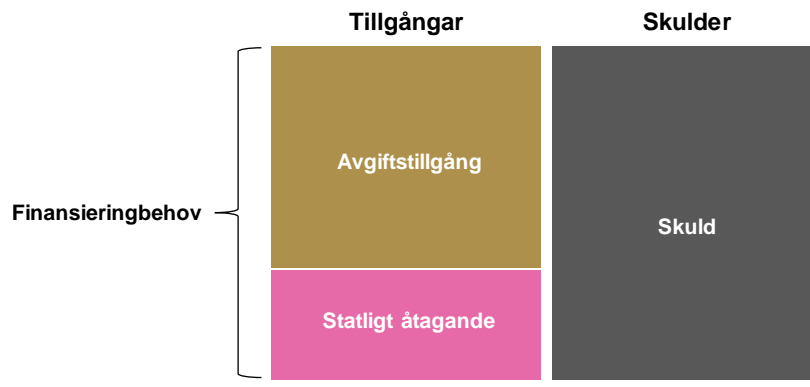 Tillgångar
Skulder
Avgiftstillgång
Finansieringbehov
Skuld
Statligt åtagande